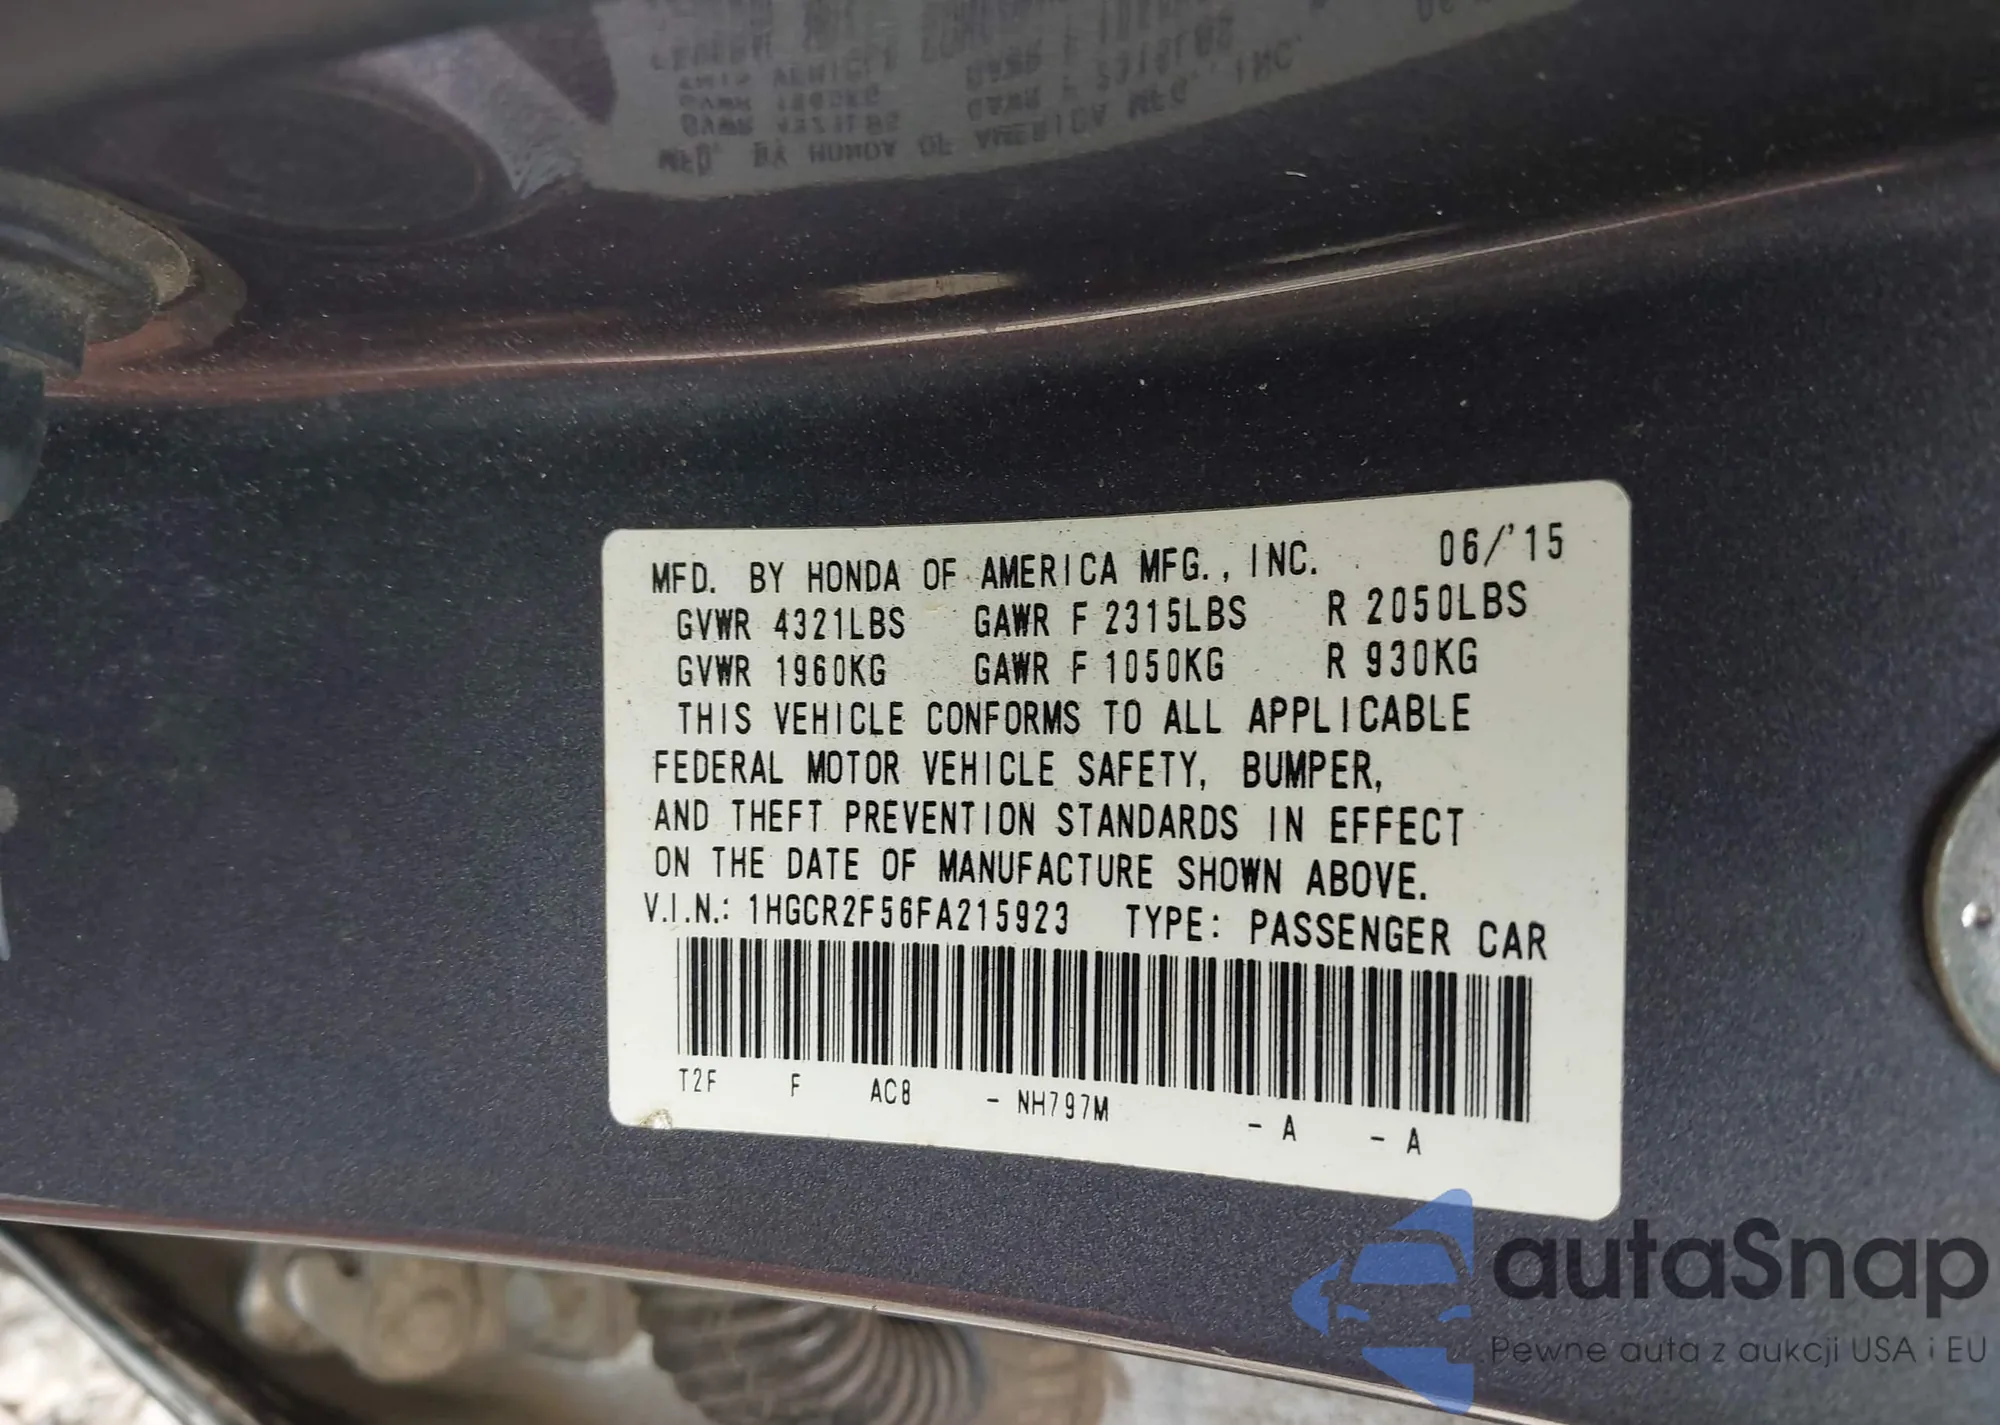 MFD. BY HONDA OF AMERICA MFG., INC. 06/'15
GVWR 4321LBS GAWR F 2315LBS R 2050LBS
GVWR 1960KG GAWR F 1050KG R 930KG
THIS VEHICLE CONFORMS TO ALL APPLICABLE
FEDERAL MOTOR VEHICLE SAFETY, BUMPER,
AND THEFT PREVENTION STANDARDS IN EFFECT
ON THE DATE OF MANUFACTURE SHOWN ABOVE.
V.I.N.: 1HGCR2F56FA215923 TYPE: PASSENGER CAR
T2F F AC8 - NH797M - A - A
autaSnap
Pewne auta z aukcji USA i EU